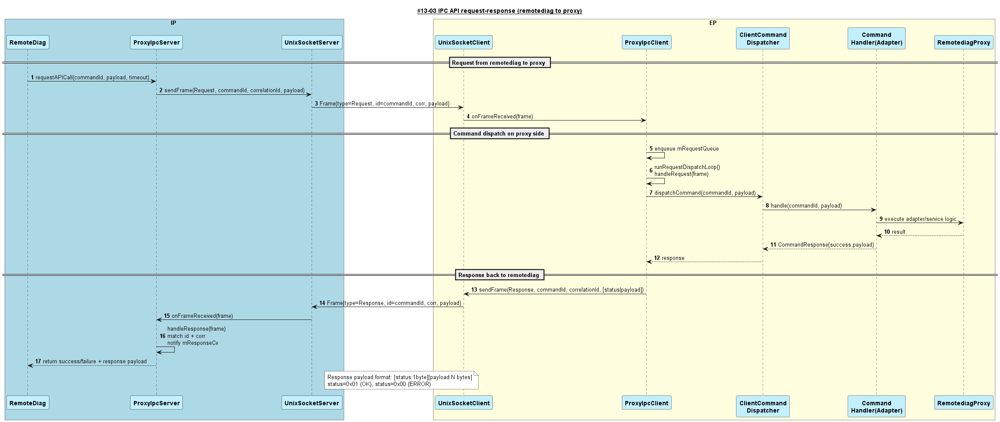 #13-03 IPC API request-response (remotediag to proxy)
IP
EP
RemoteDiag
ProxyIpcServer
UnixSocketServer
UnixSocketClient
ProxyIpcClient
ClientCommand
Dispatcher
Command
Handler(Adapter)
RemotediagProxy
Request from remotediag to proxy
1 requestAPICall(commandId, payload, timeout)
2 sendFrame(Request, commandId, correlationId, payload)
3 Frame{type=Request, id=commandId, corr, payload}
4 onFrameReceived(frame)
Command dispatch on proxy side
5 enqueue mRequestQueue
6 runRequestDispatchLoop()
handleRequest(frame)
7 dispatchCommand(commandId, payload)
8 handle(commandId, payload)
9 execute adapter/service logic
10 result
11 CommandResponse{success,payload}
12 response
Response back to remotediag
13 sendFrame(Response, commandId, correlationId, [status|payload])
14 Frame{type=Response, id=commandId, corr, payload}
15 onFrameReceived(frame)
16 handleResponse(frame)
match id + corr
notify mResponseCv
17 return success/failure + response payload
Response payload format: [status:1byte][payload:N bytes]
status=0x01 (OK), status=0x00 (ERROR)
RemoteDiag
ProxyIpcServer
UnixSocketServer
UnixSocketClient
ProxyIpcClient
ClientCommand
Dispatcher
Command
Handler(Adapter)
RemotediagProxy